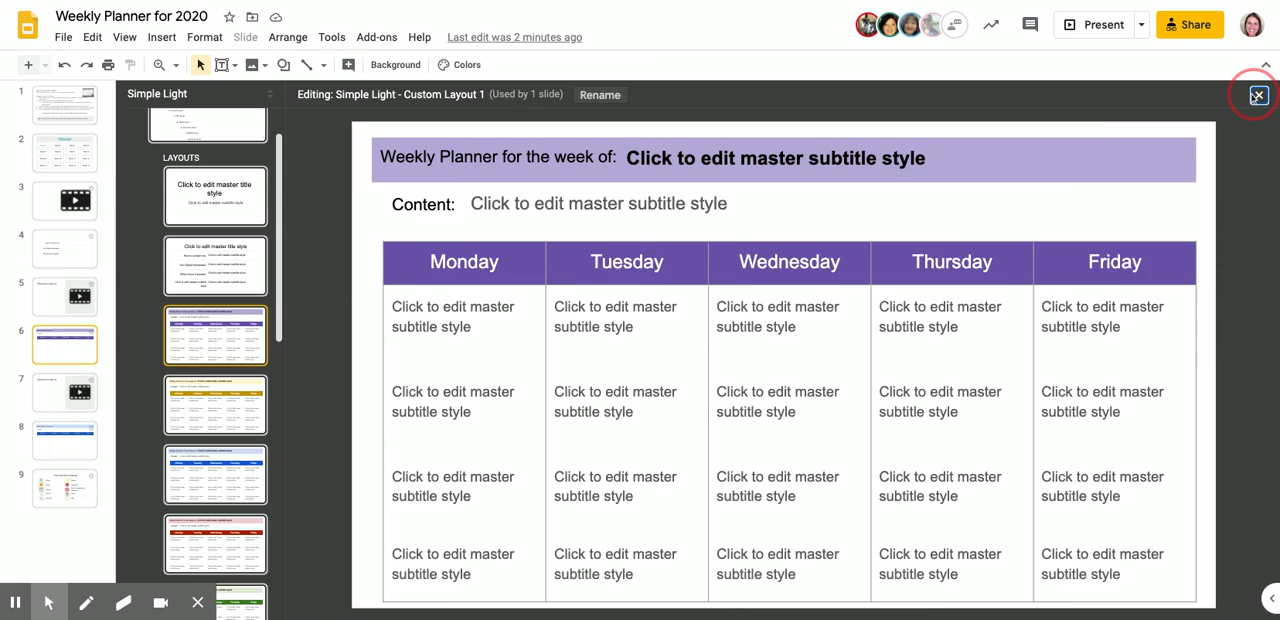 Weekly Planner for 2020
File Edit View Insert Format Slide Arrange Tools Add-ons Help Last edit was 2 minutes ago
Present
Share
Background Colors
Simple Light
Editing: Simple Light - Custom Layout
Rename
LAYOUTS
Click to edit master title
style
Click to edit master subtitle style
Click to edit master title style
1
2
3
4
5
6
7
8
9
Weekly Planner for the week of: Click to edit master subtitle style
Content: Click to edit master subtitle style
Monday Tuesday Wednesday Thursday Friday
Click to edit master Click to edit master Click to edit master Click to edit master Click to edit master
subtitle style subtitle style subtitle style subtitle style subtitle style
Click to edit master Click to edit master Click to edit master Click to edit master Click to edit master
subtitle style subtitle style subtitle style subtitle style subtitle style
Click to edit master Click to edit master Click to edit master Click to edit master Click to edit master
subtitle style subtitle style subtitle style subtitle style subtitle style
Click to edit master Click to edit master Click to edit master Click to edit master Click to edit master
subtitle style subtitle style subtitle style subtitle style subtitle style